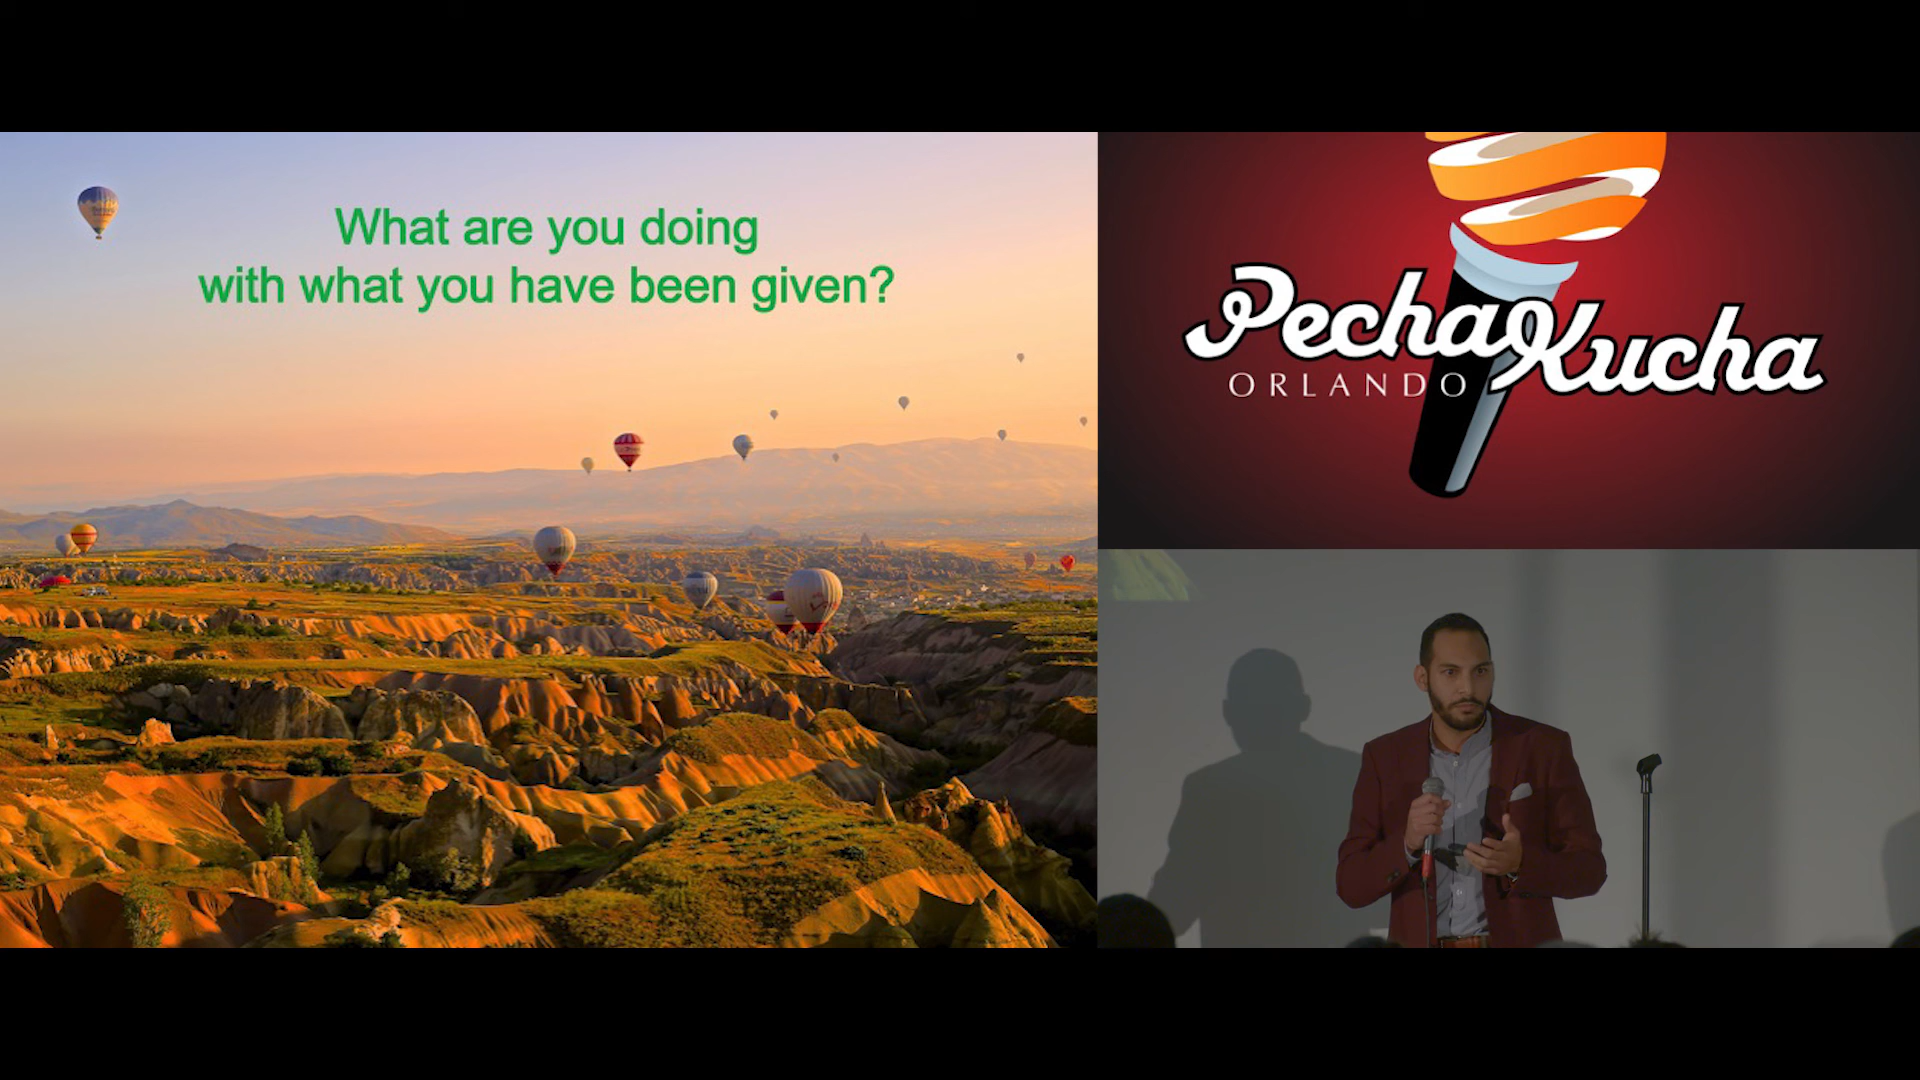 What are you doing
with what you have been given?
PechaKucha
ORLANDO